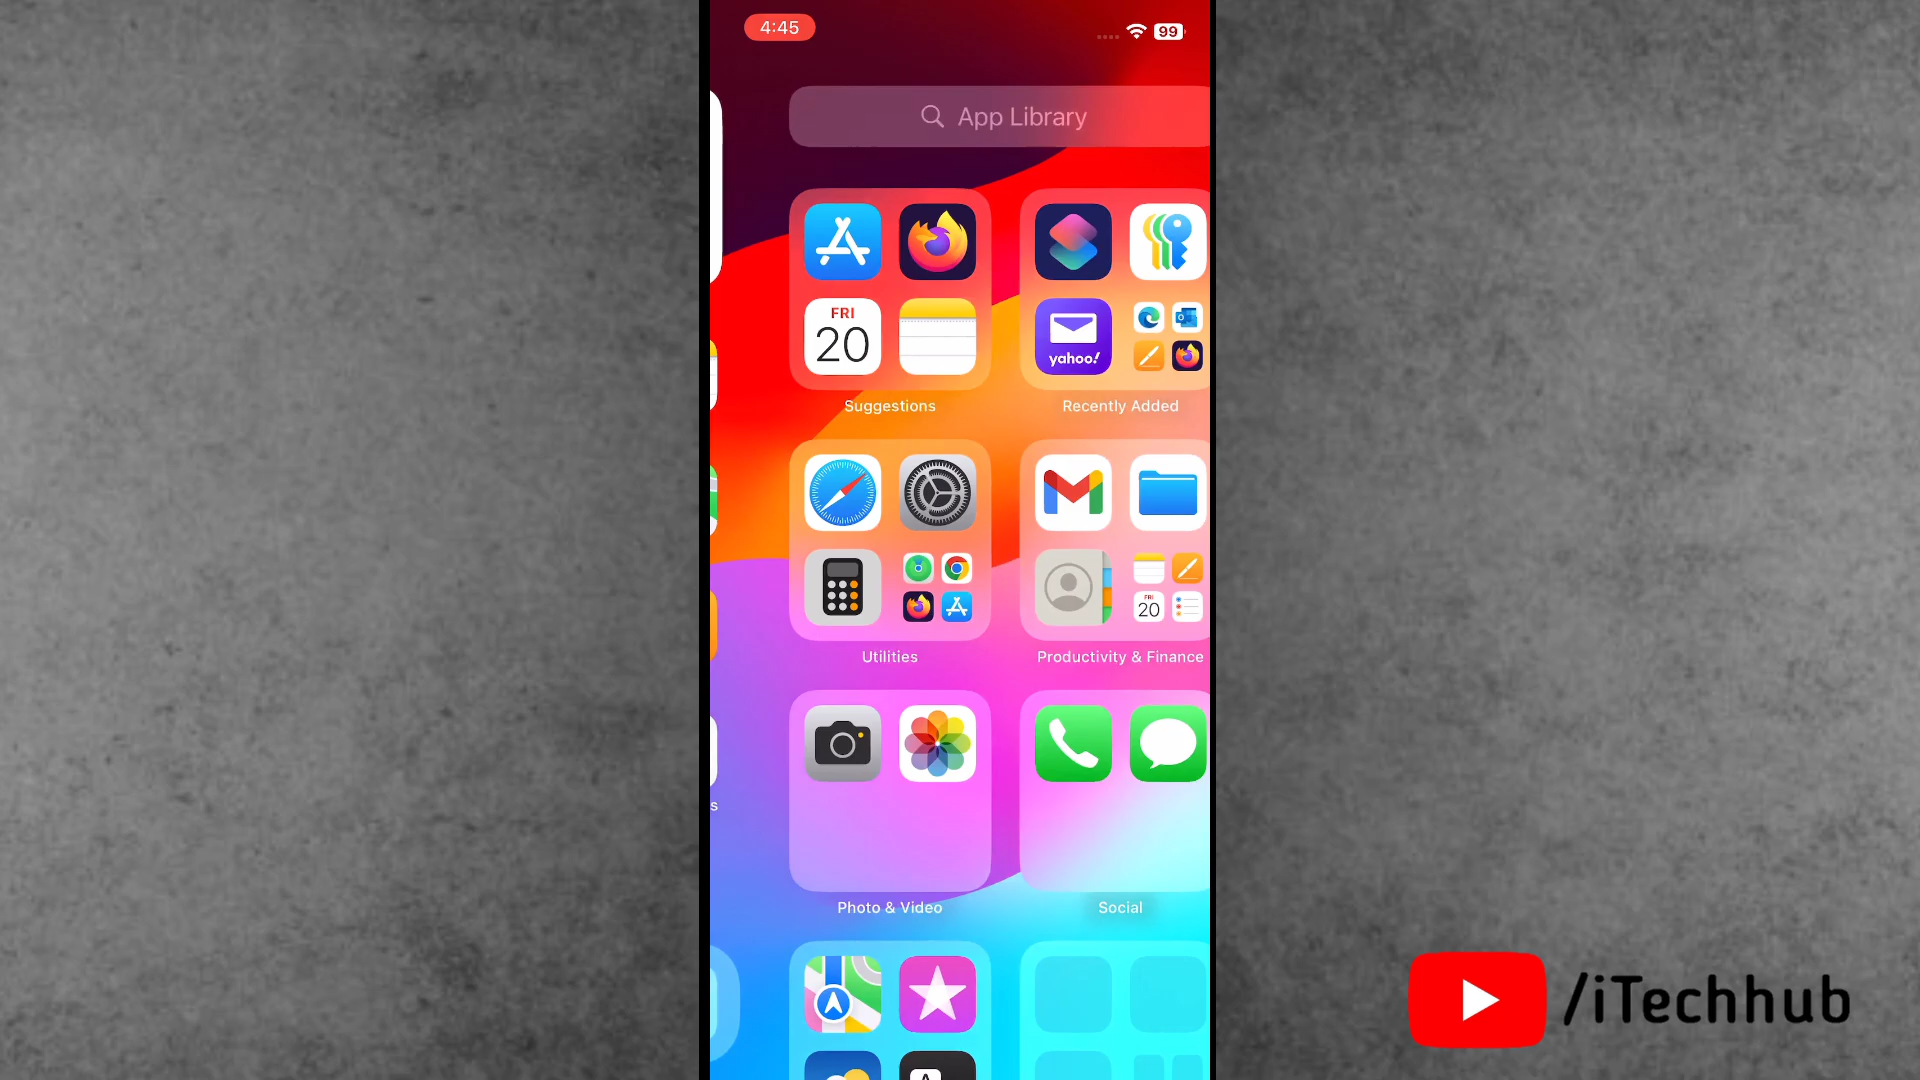 4:45
99
App Library
FRI
20
yahoo!
Suggestions
Recently Added
FRI
20
Utilities
Productivity & Finance
s
Photo & Video
Social
A
/iTechhub